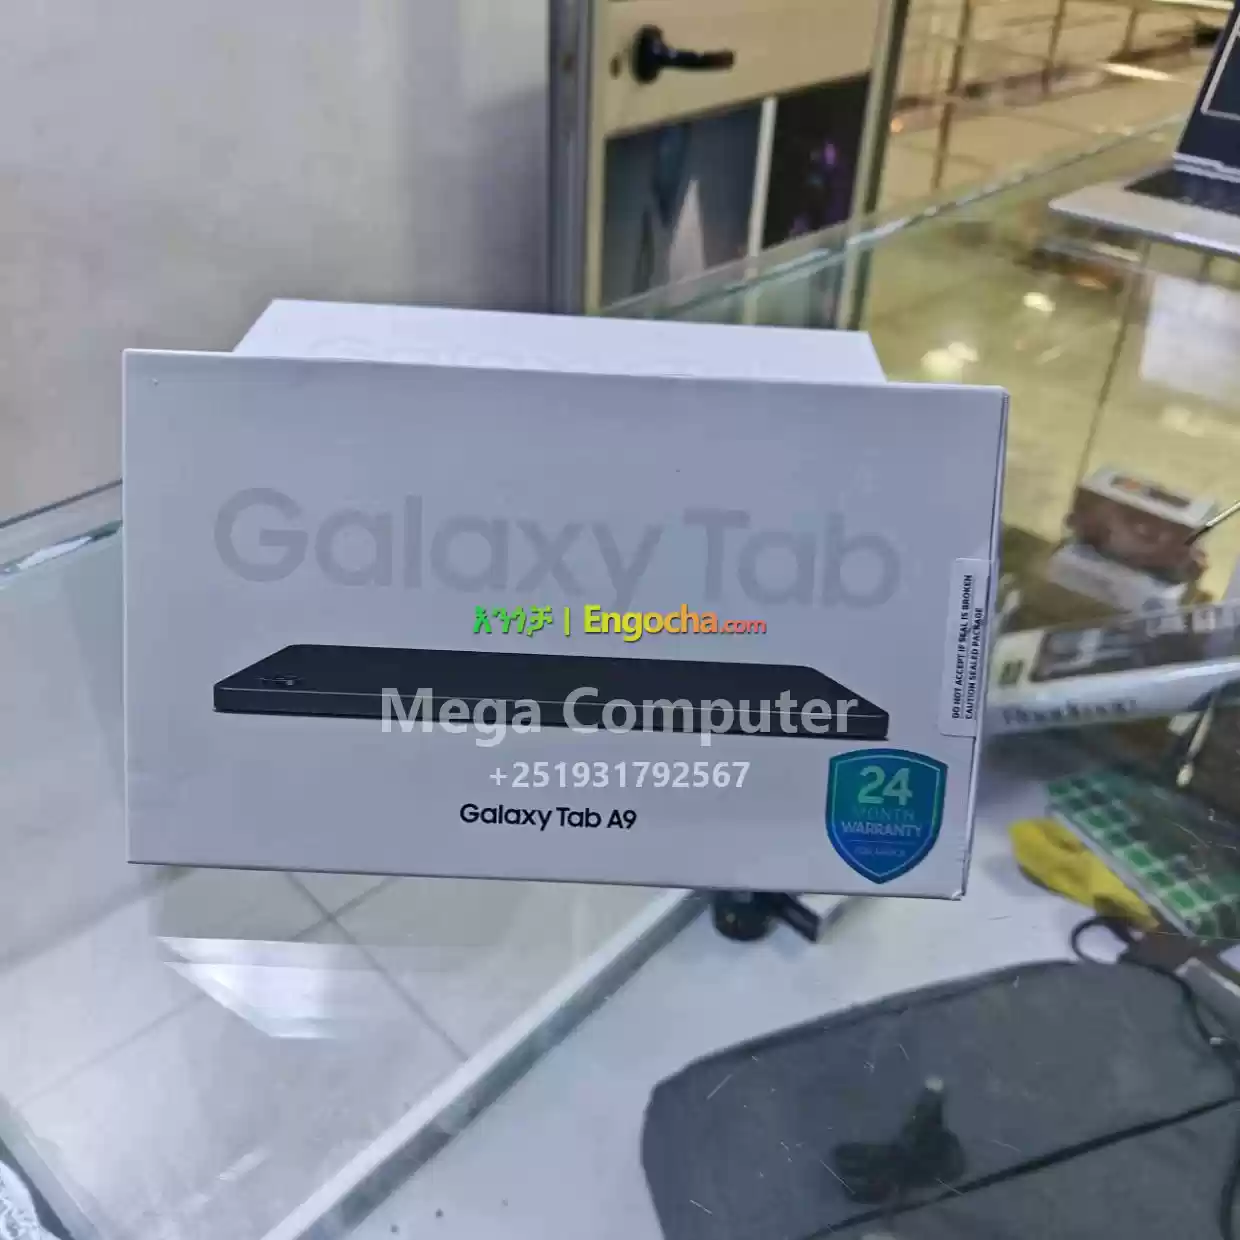 Galaxy Tab
እንጎቻ | Engocha.com
Mega Computer
+251931792567
Galaxy Tab A9
DO NOT ACCEPT IF SEAL IS BROKEN
CAUTION SEALED PACKAGE
24
MONTH
WARRANTY